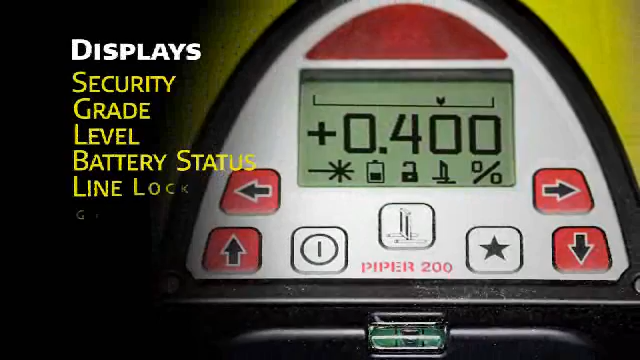 DISPLAYS
SECURITY
GRADE
LEVEL
BATTERY STATUS
LINE LOCK
+0.400
%
PIPER 200